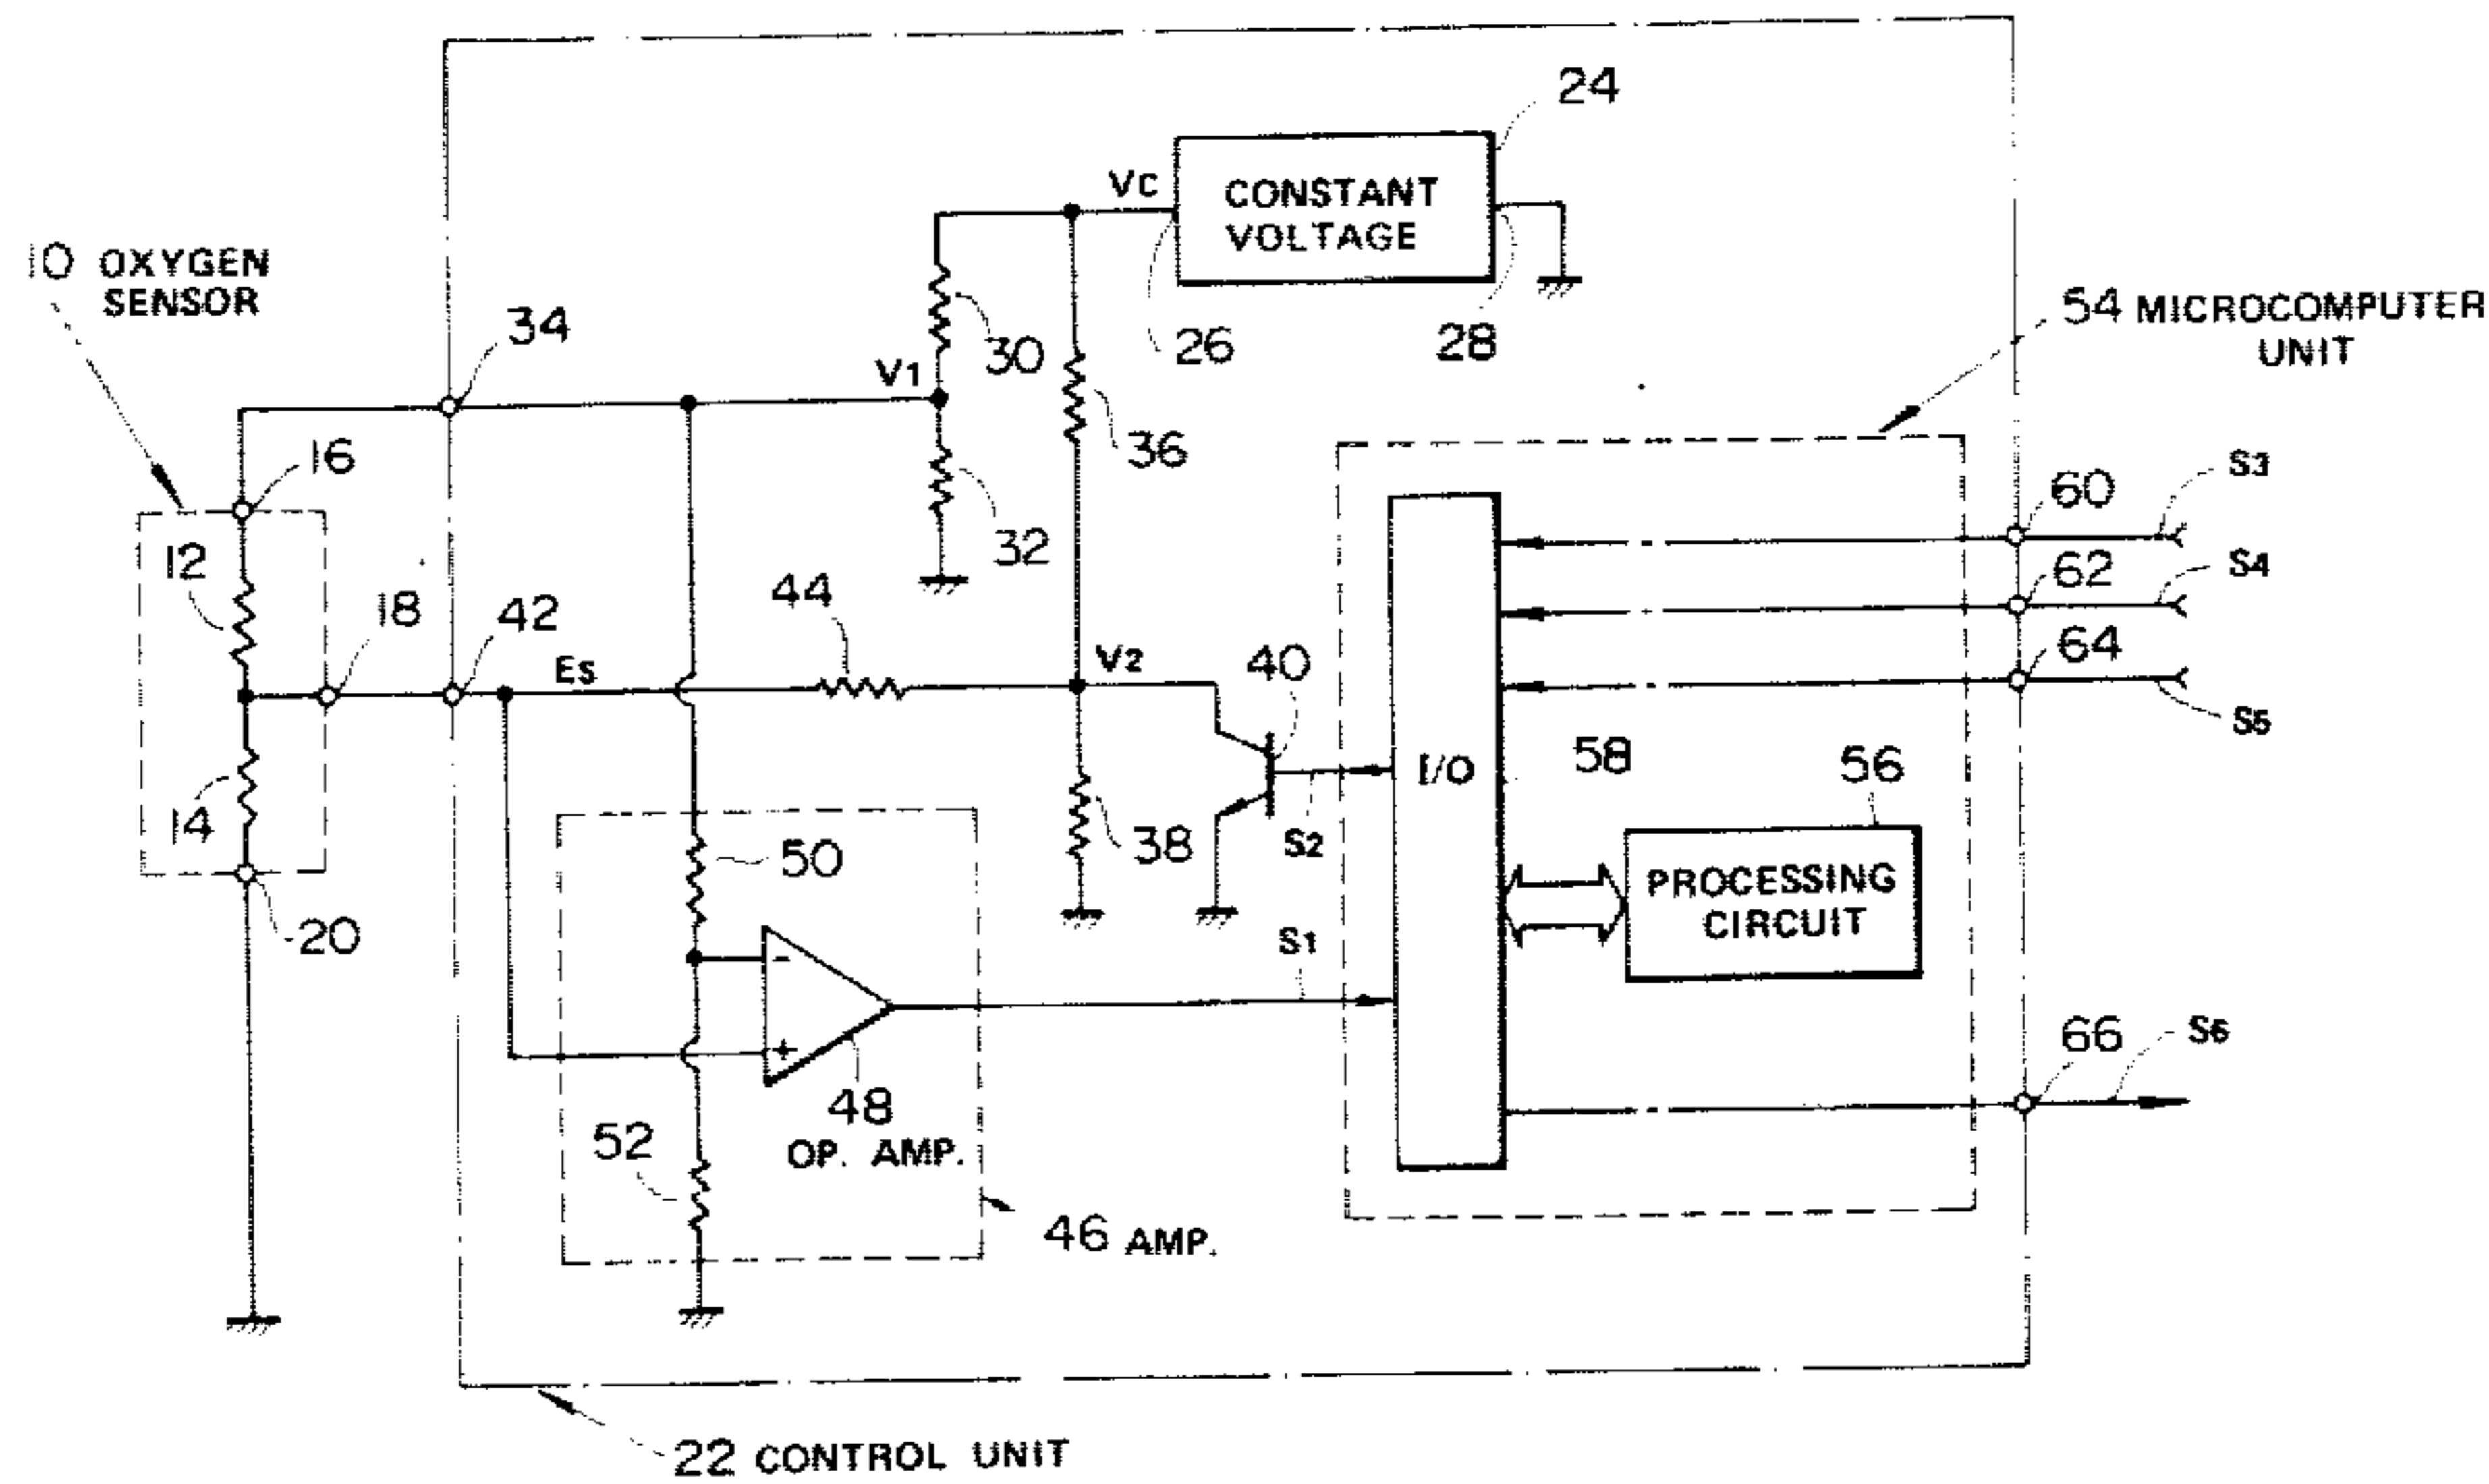 24
VC
CONSTANT
VOLTAGE
10 OXYGEN
SENSOR
34
30
26
28
54 MICROCOMPUTER
UNIT
V1
16
36
S3
60
12
32
S4
62
18
42
44
64
Es
V2
40
S5
I/O
58
56
14
50
38
S2
PROCESSING
CIRCUIT
20
S1
-
+
66
S6
48
OP. AMP.
52
46 AMP.
22 CONTROL UNIT